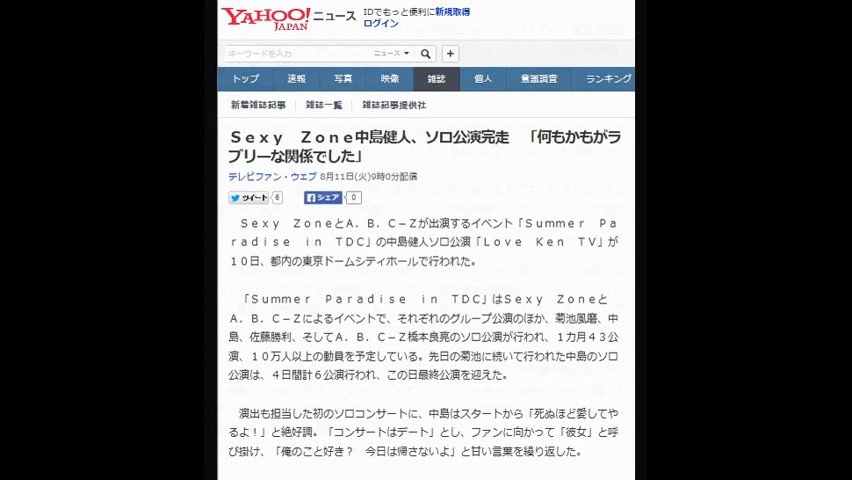 YAHOO! JAPAN ニュース IDでもっと便利に新規取得
ログイン
キーワードを入力 ニュース +
トップ 速報 写真 映像 雑誌 個人 意識調査 ランキング
新着雑誌記事 雑誌一覧 雑誌記事提供社
Ｓｅｘｙ　Ｚｏｎｅ中島健人、ソロ公演完走　「何もかもがラ
ブリーな関係でした」
テレビファン・ウェブ 8月11日(火)9時0分配信
ツイート 6 シェア 0
Ｓｅｘｙ　ＺｏｎｅとＡ．Ｂ．Ｃ－Ｚが出演するイベント「Ｓｕｍｍｅｒ　Ｐａ
ｒａｄｉｓｅ　ｉｎ　ＴＤＣ」の中島健人ソロ公演「Ｌｏｖｅ　Ｋｅｎ　ＴＶ」が
１０日、都内の東京ドームシティホールで行われた。
「Ｓｕｍｍｅｒ　Ｐａｒａｄｉｓｅ　ｉｎ　ＴＤＣ」はＳｅｘｙ　Ｚｏｎｅと
Ａ．Ｂ．Ｃ－Ｚによるイベントで、それぞれのグループ公演のほか、菊池風磨、中
島、佐藤勝利、そしてＡ．Ｂ．Ｃ－Ｚ橋本良亮のソロ公演が行われ、１カ月４３公
演、１０万人以上の動員を予定している。先日の菊池に続いて行われた中島のソロ
公演は、４日間計６公演行われ、この日最終公演を迎えた。
演出も担当した初のソロコンサートに、中島はスタートから「死ぬほど愛してや
るよ！」と絶好調。「コンサートはデート」とし、ファンに向かって「彼女」と呼
び掛け、「俺のこと好き？　今日は帰さないよ」と甘い言葉を繰り返した。